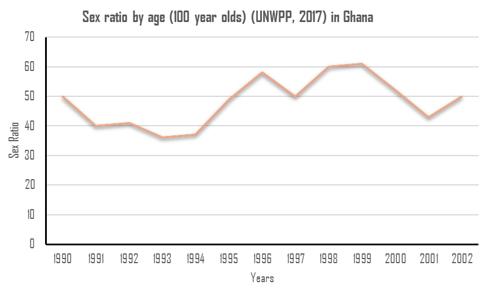 Sex ratio by age (100 year olds) (UNWPP, 2017) in Ghana
70
60
50
40
30
20
10
0
Sex Ratio
1990 1991 1992 1993 1994 1995 1996 1997 1998 1999 2000 2001 2002
Years